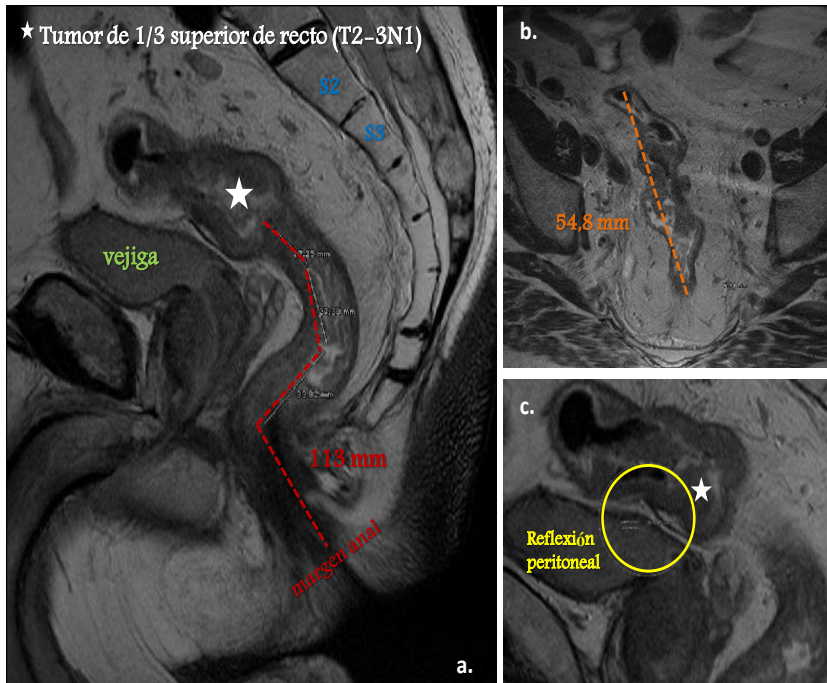 Tumor de 1/3 superior de recto (T2-3N1)
S2
S3
vejiga
113 mm
margen anal
a.
b.
54,8 mm
c.
Reflexión
peritoneal